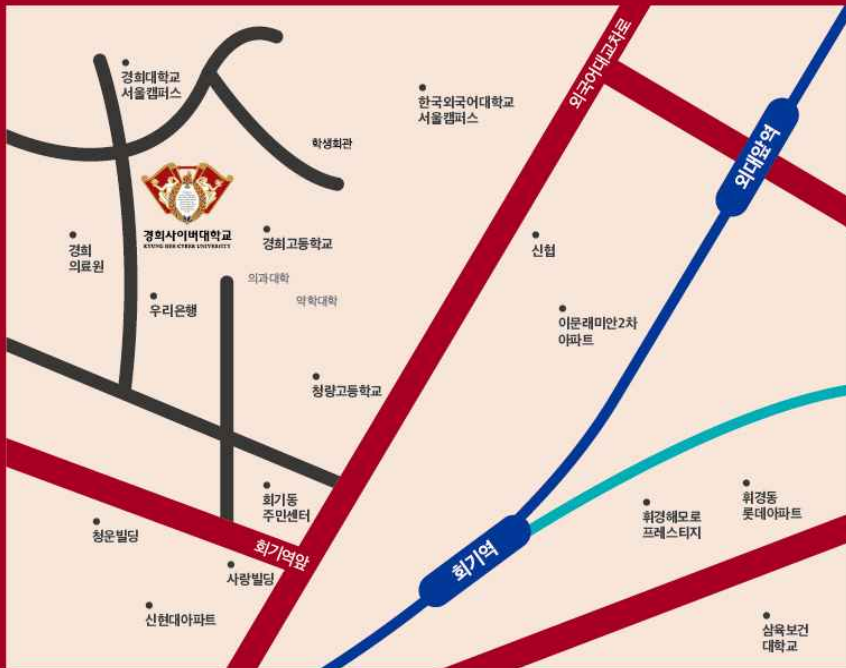 경희대학교
서울캠퍼스
한국외국어대학교
서울캠퍼스
외국어대교차로
학생회관
외대앞역
경희사이버대학교
KYUNG HEE CYBER UNIVERSITY
경희
의료원
경희고등학교
신협
의과대학
약학대학
우리은행
이문래미안2차
아파트
청량고등학교
회기동
주민센터
휘경해모로
프레스티지
휘경동
롯데아파트
청운빌딩
회기역앞
회기역
사랑빌딩
신현대아파트
삼육보건
대학교